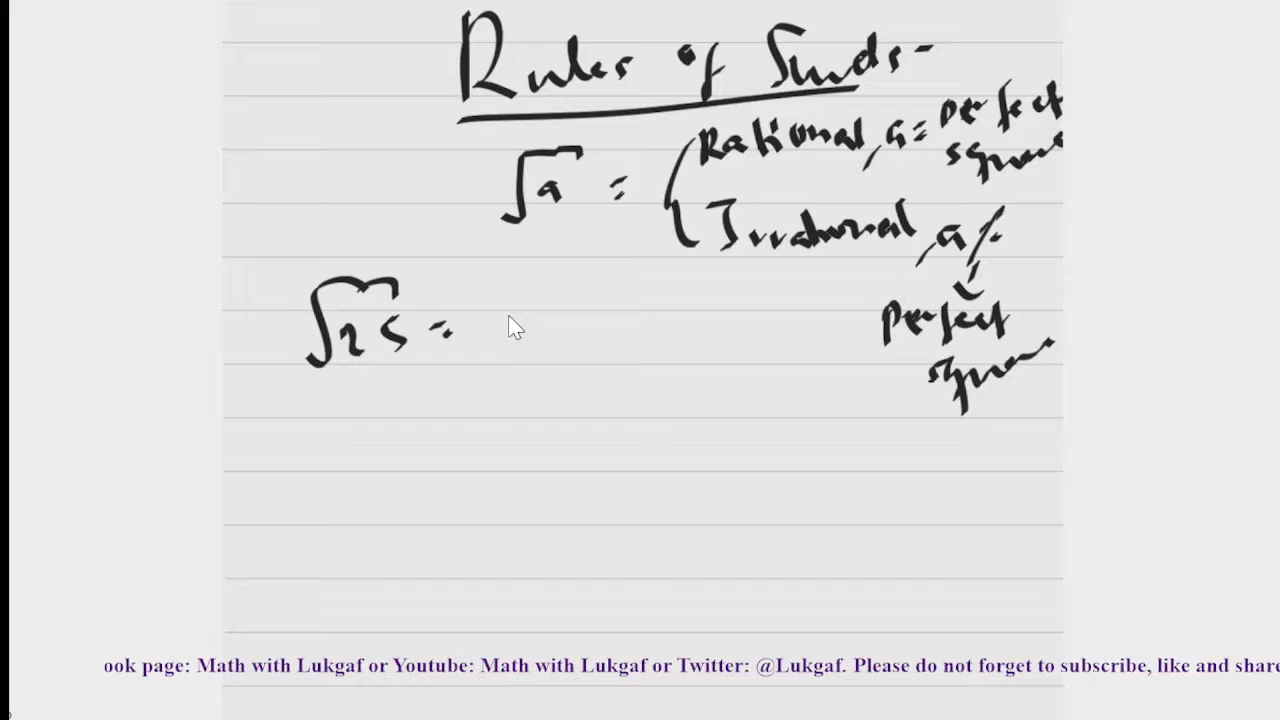 Rules of Surds-
√a = { Rational, a = perfect square
Irrational, a ≠ perfect square
√25 =
ook page: Math with Lukgaf or Youtube: Math with Lukgaf or Twitter: @Lukgaf. Please do not forget to subscribe, like and share